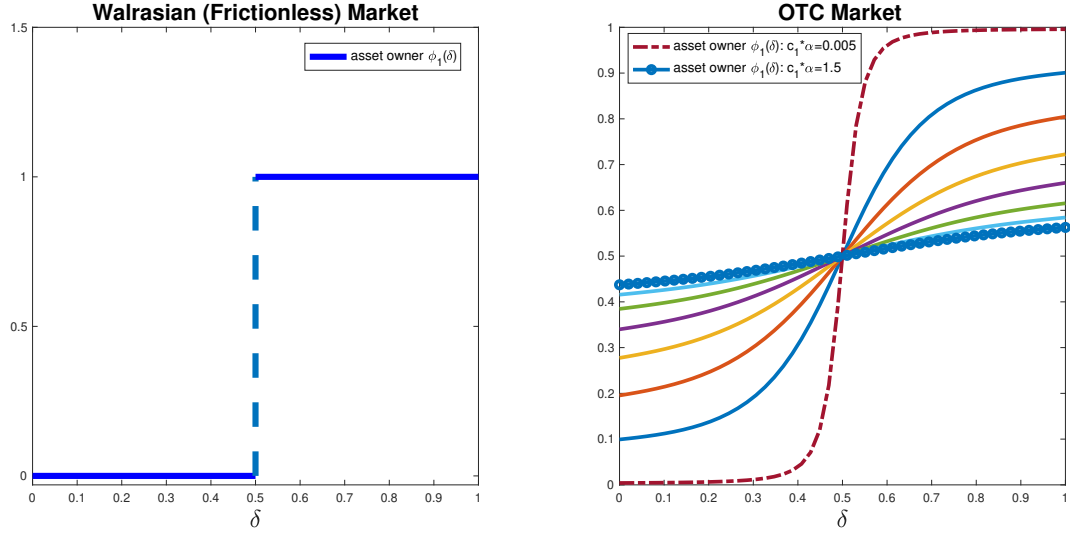 Walrasian (Frictionless) Market
1.5
1
0.5
0
asset owner ϕ₁(δ)
0 0.1 0.2 0.3 0.4 0.5 0.6 0.7 0.8 0.9 1
δ
OTC Market
1
0.9
0.8
0.7
0.6
0.5
0.4
0.3
0.2
0.1
0
asset owner ϕ₁(δ): c₁*α=0.005
asset owner ϕ₁(δ): c₁*α=1.5
0 0.1 0.2 0.3 0.4 0.5 0.6 0.7 0.8 0.9 1
δ